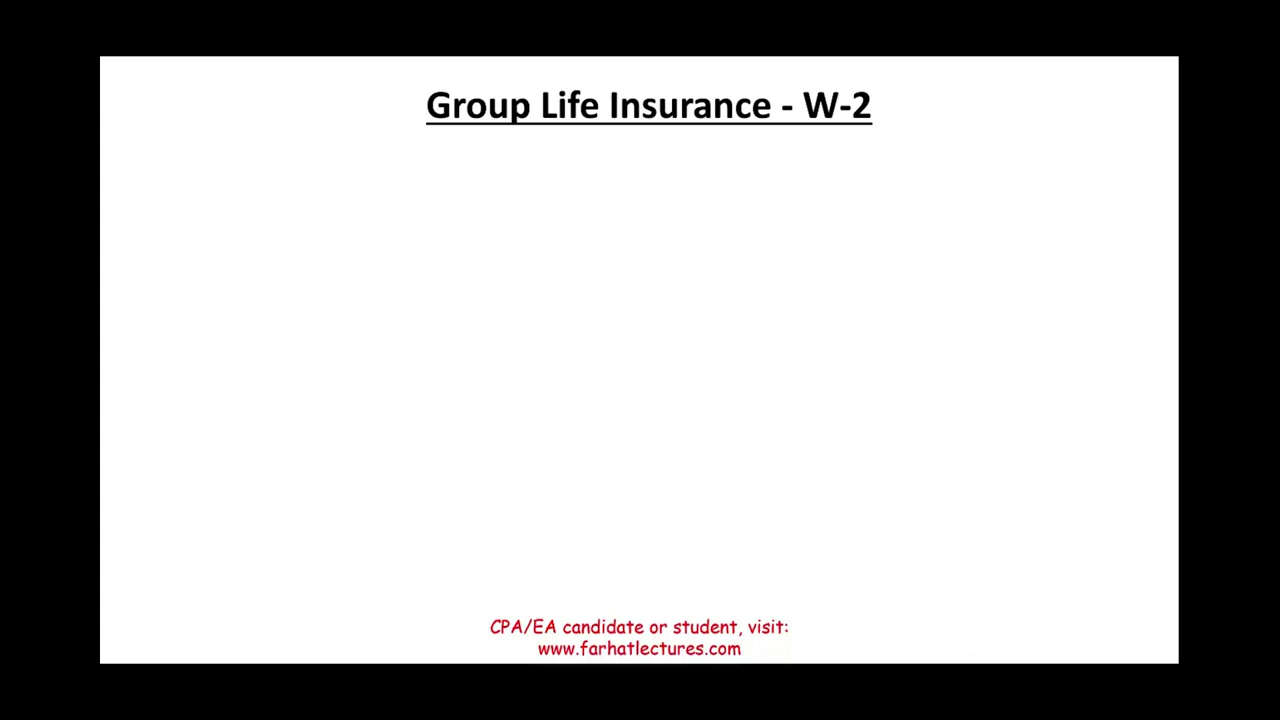 Group Life Insurance - W-2
CPA/EA candidate or student, visit:
www.farhatlectures.com